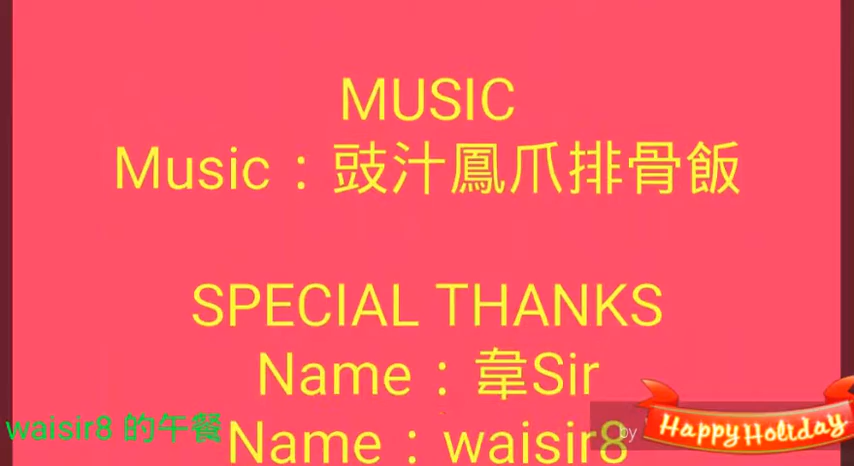 MUSIC
Music：豉汁鳳爪排骨飯
SPECIAL THANKS
Name：韋Sir
Name：waisir8
waisir8 的午餐
by
Happy Holiday